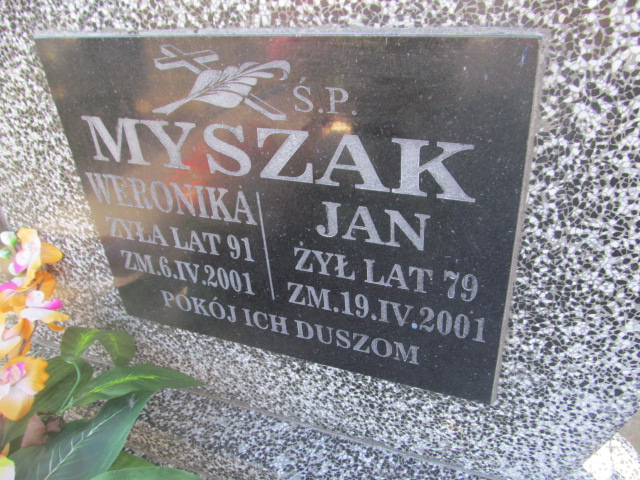 Ś.P.
MYSZAK
WERONIKA
ŻYŁA LAT 91
ZM.6.IV.2001
JAN
ŻYŁ LAT 79
ZM.19.IV.2001
POKÓJ ICH DUSZOM